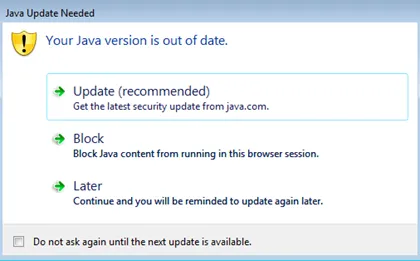 Java Update Needed
Your Java version is out of date.
Update (recommended)
Get the latest security update from java.com.
Block
Block Java content from running in this browser session.
Later
Continue and you will be reminded to update again later.
Do not ask again until the next update is available.